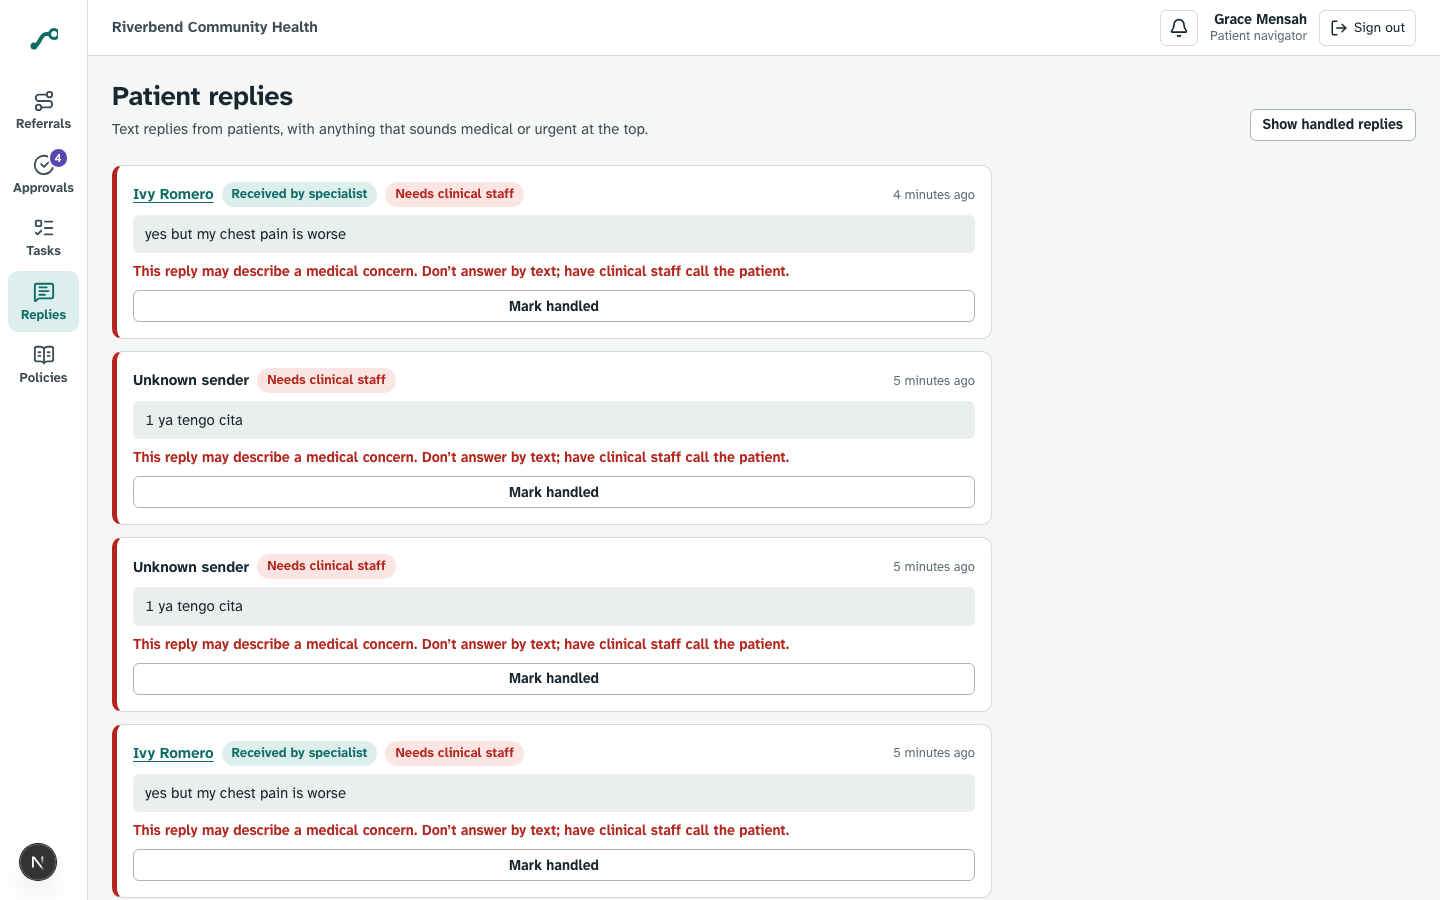 Riverbend Community Health
Grace Mensah
Patient navigator
Sign out
Referrals
4
Approvals
Tasks
Replies
Policies
N
Patient replies
Text replies from patients, with anything that sounds medical or urgent at the top.
Show handled replies
Ivy Romero Received by specialist Needs clinical staff 4 minutes ago
yes but my chest pain is worse
This reply may describe a medical concern. Don’t answer by text; have clinical staff call the patient.
Mark handled
Unknown sender Needs clinical staff 5 minutes ago
1 ya tengo cita
This reply may describe a medical concern. Don’t answer by text; have clinical staff call the patient.
Mark handled
Unknown sender Needs clinical staff 5 minutes ago
1 ya tengo cita
This reply may describe a medical concern. Don’t answer by text; have clinical staff call the patient.
Mark handled
Ivy Romero Received by specialist Needs clinical staff 5 minutes ago
yes but my chest pain is worse
This reply may describe a medical concern. Don’t answer by text; have clinical staff call the patient.
Mark handled